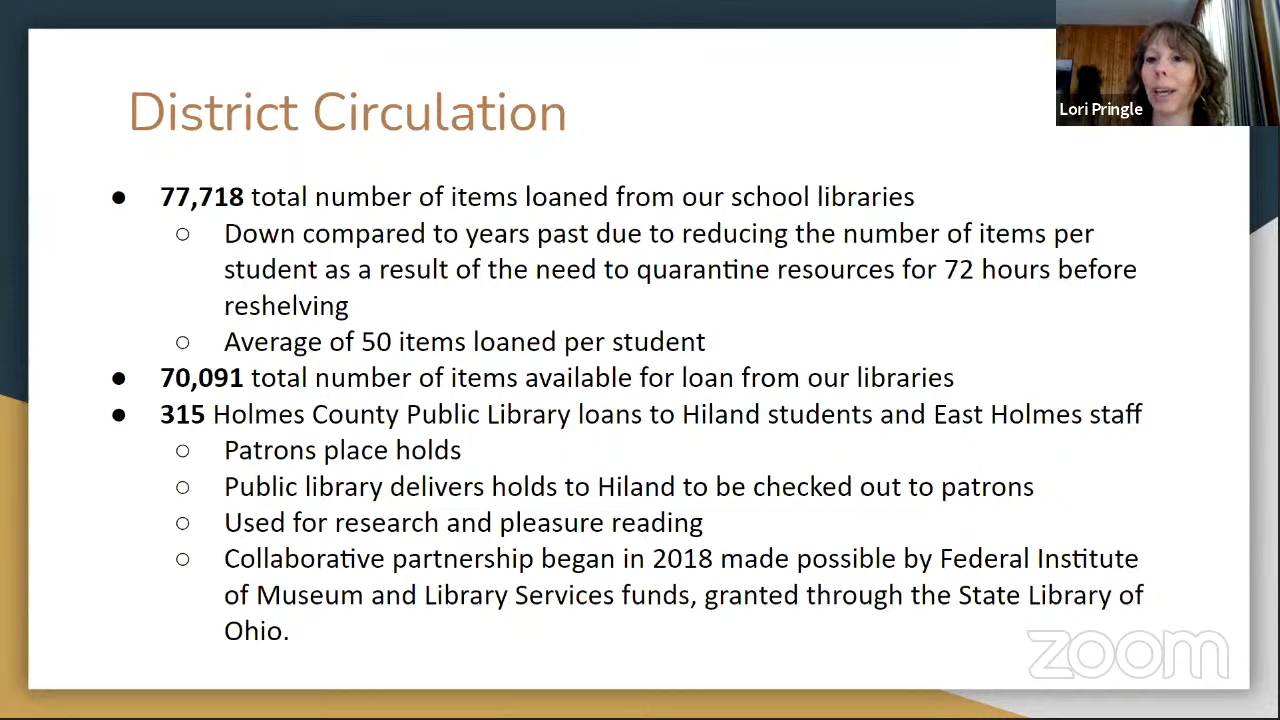 Lori Pringle
District Circulation
● 77,718 total number of items loaned from our school libraries
○ Down compared to years past due to reducing the number of items per
student as a result of the need to quarantine resources for 72 hours before
reshelving
○ Average of 50 items loaned per student
● 70,091 total number of items available for loan from our libraries
● 315 Holmes County Public Library loans to Hiland students and East Holmes staff
○ Patrons place holds
○ Public library delivers holds to Hiland to be checked out to patrons
○ Used for research and pleasure reading
○ Collaborative partnership began in 2018 made possible by Federal Institute
of Museum and Library Services funds, granted through the State Library of
Ohio.
zoom